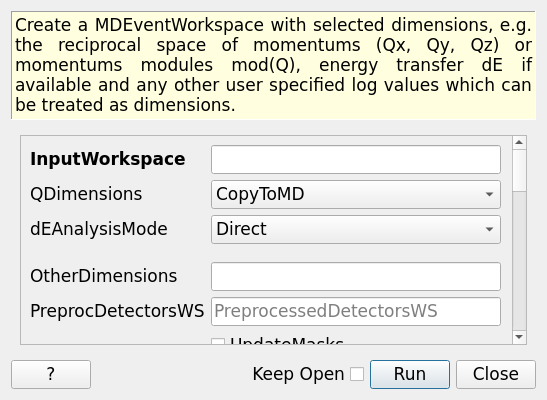 Create a MDEventWorkspace with selected dimensions, e.g.
the reciprocal space of momentums (Qx, Qy, Qz) or
momentums modules mod(Q), energy transfer dE if
available and any other user specified log values which can
be treated as dimensions.
InputWorkspace
QDimensions CopyToMD
dEAnalysisMode Direct
OtherDimensions
PreprocDetectorsWS PreprocessedDetectorsWS
UpdateMasks
? Keep Open Run Close